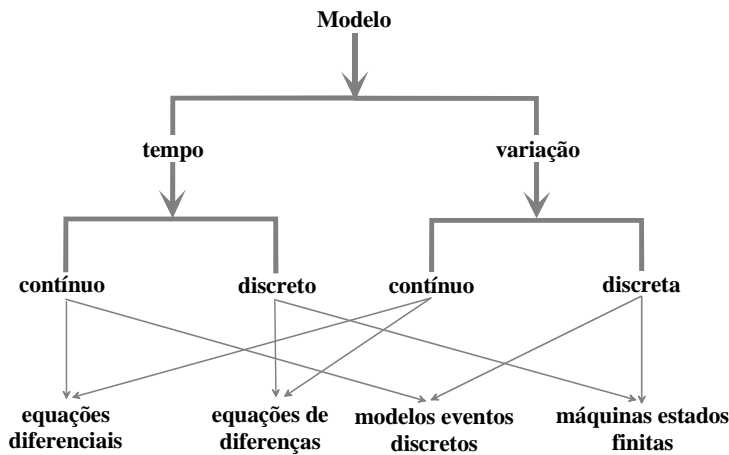 Modelo
tempo
variação
contínuo
discreto
contínuo
discreta
equações
diferenciais
equações de
diferenças
modelos eventos
discretos
máquinas estados
finitas